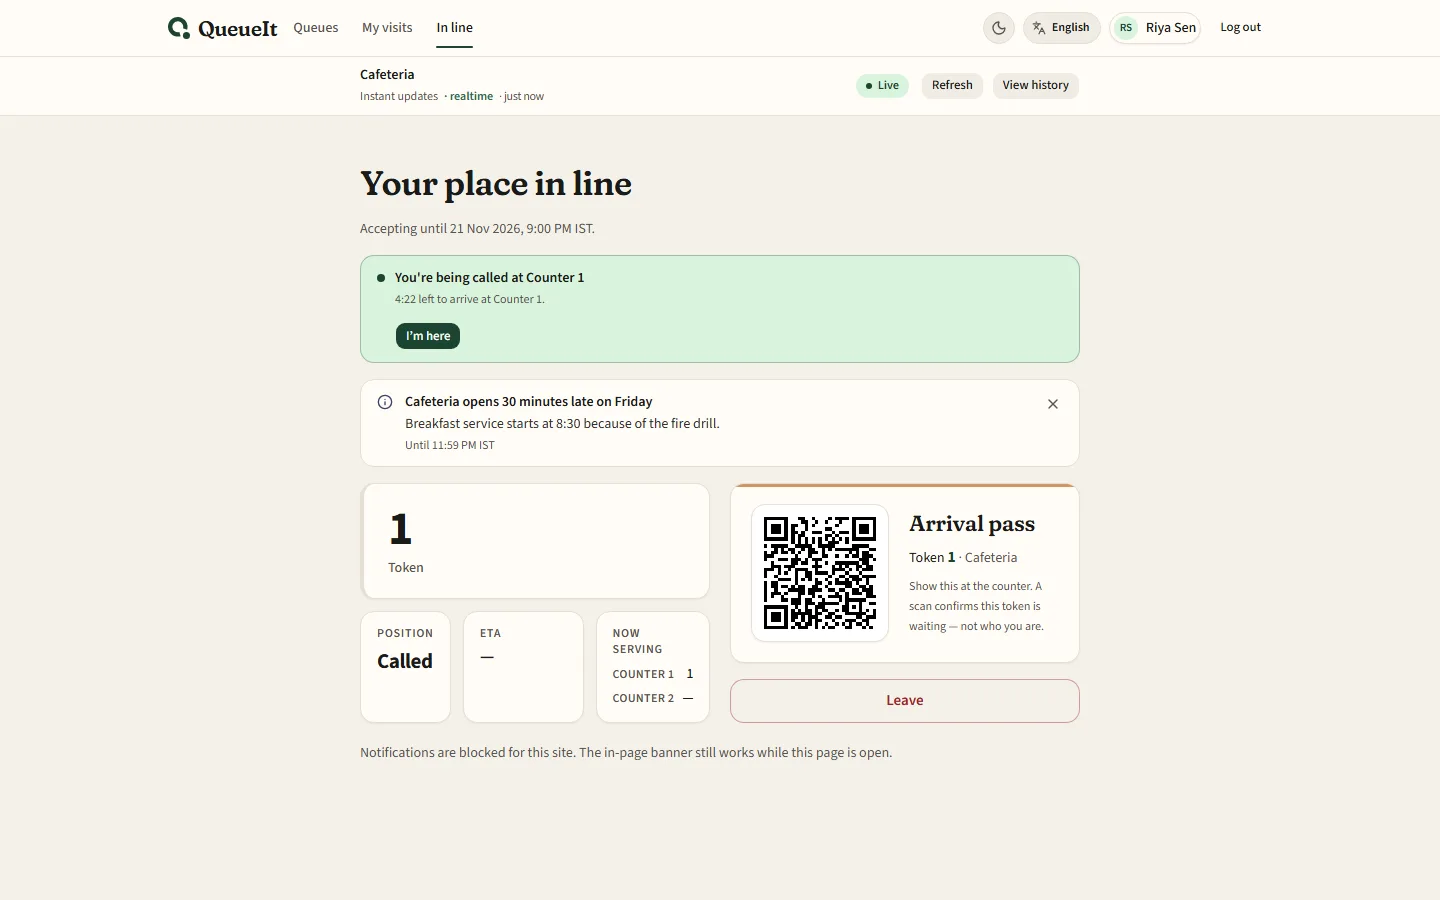 QueueIt
Queues
My visits
In line
English
RS
Riya Sen
Log out
Cafeteria
Instant updates · realtime · just now
Live
Refresh
View history
Your place in line
Accepting until 21 Nov 2026, 9:00 PM IST.
You're being called at Counter 1
4:22 left to arrive at Counter 1.
I'm here
Cafeteria opens 30 minutes late on Friday
Breakfast service starts at 8:30 because of the fire drill.
Until 11:59 PM IST
1
Token
POSITION
Called
ETA
—
NOW
SERVING
COUNTER 1 1
COUNTER 2 —
Arrival pass
Token 1 · Cafeteria
Show this at the counter. A
scan confirms this token is
waiting — not who you are.
Leave
Notifications are blocked for this site. The in-page banner still works while this page is open.